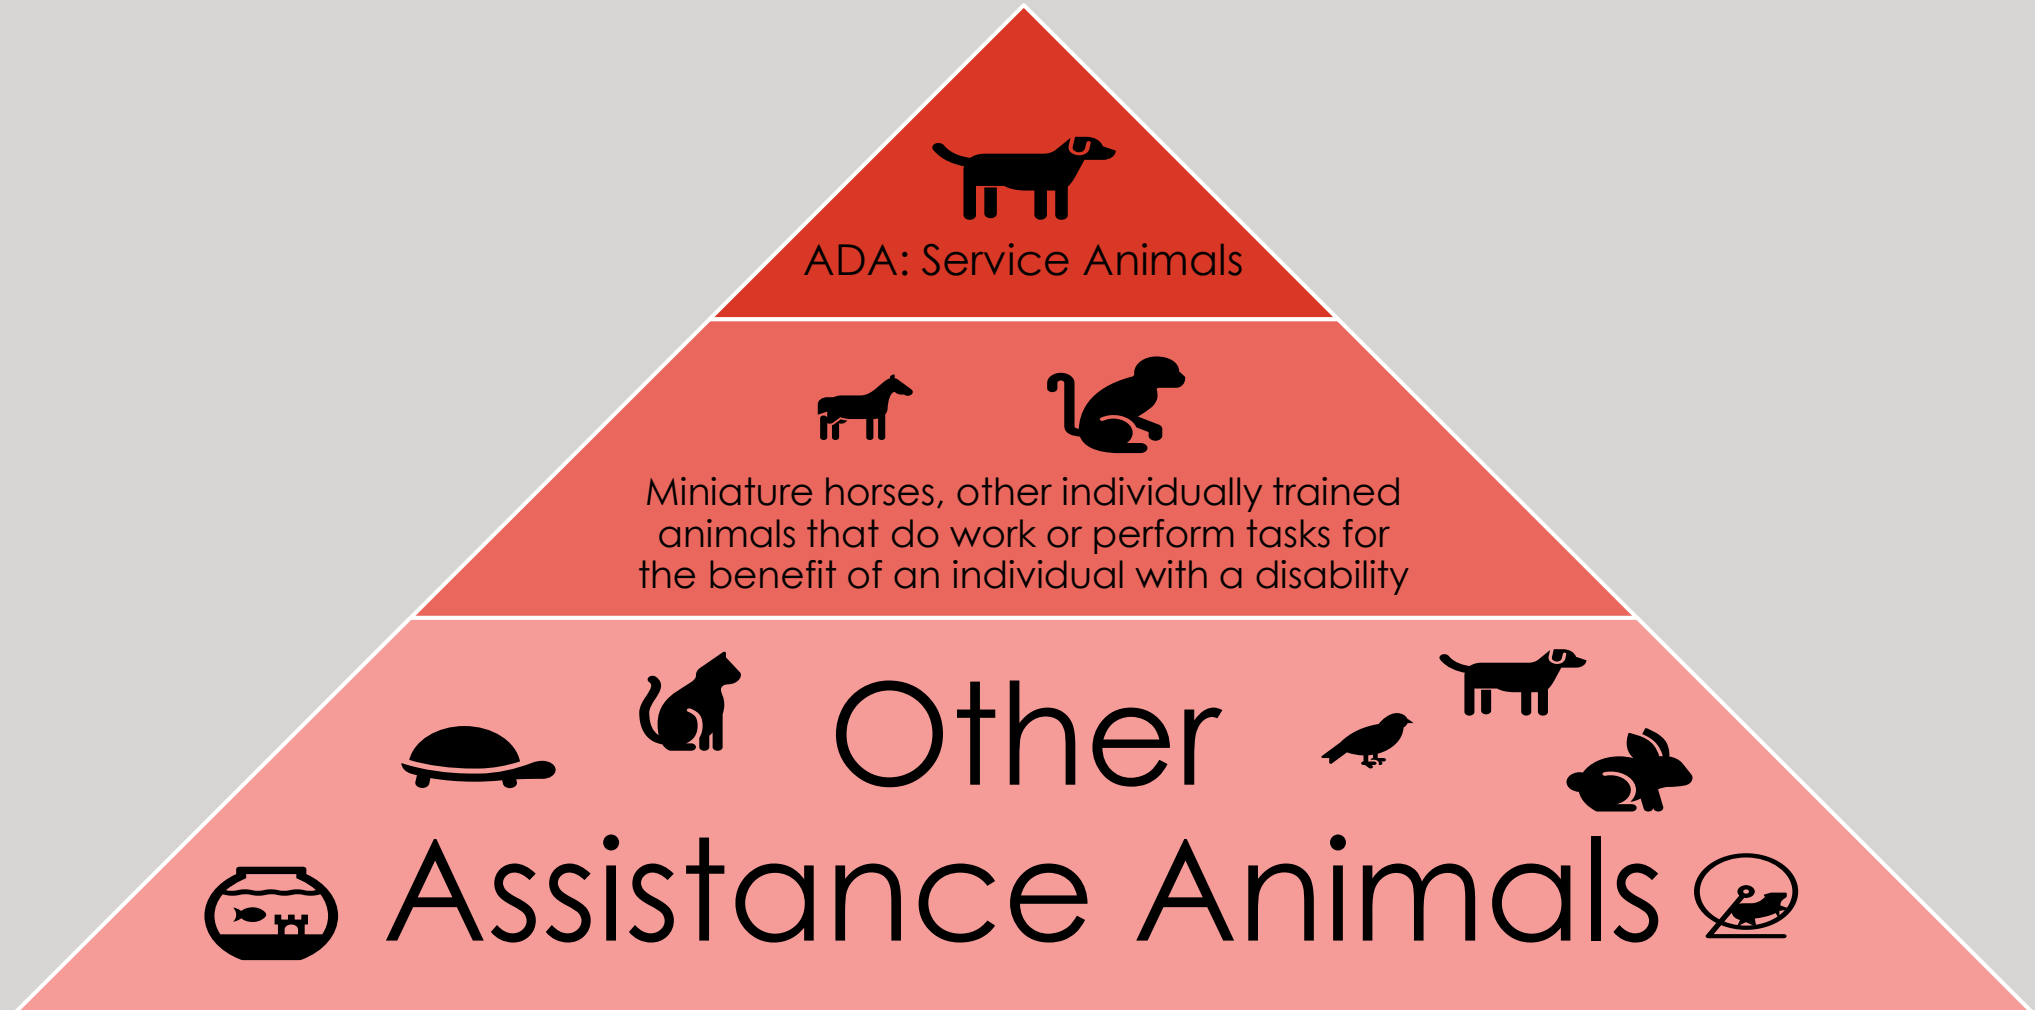 ADA: Service Animals
Miniature horses, other individually trained
animals that do work or perform tasks for
the benefit of an individual with a disability
Other
Assistance Animals